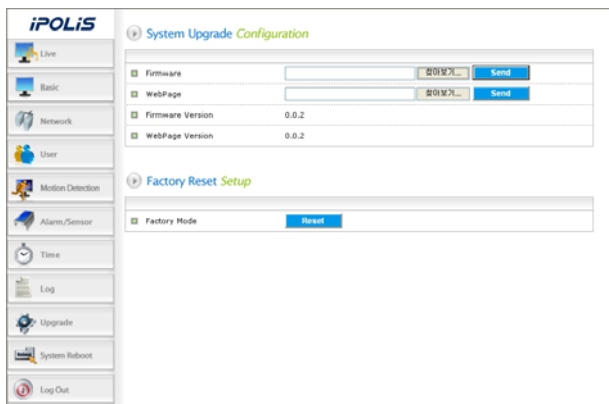 iPOLiS
Live
Basic
Network
User
Motion Detection
Alarm/Sensor
Time
Log
Upgrade
System Reboot
Log Out
System Upgrade Configuration
Firmware 찾아보기... Send
WebPage 찾아보기... Send
Firmware Version 0.0.2
WebPage Version 0.0.2
Factory Reset Setup
Factory Mode Reset